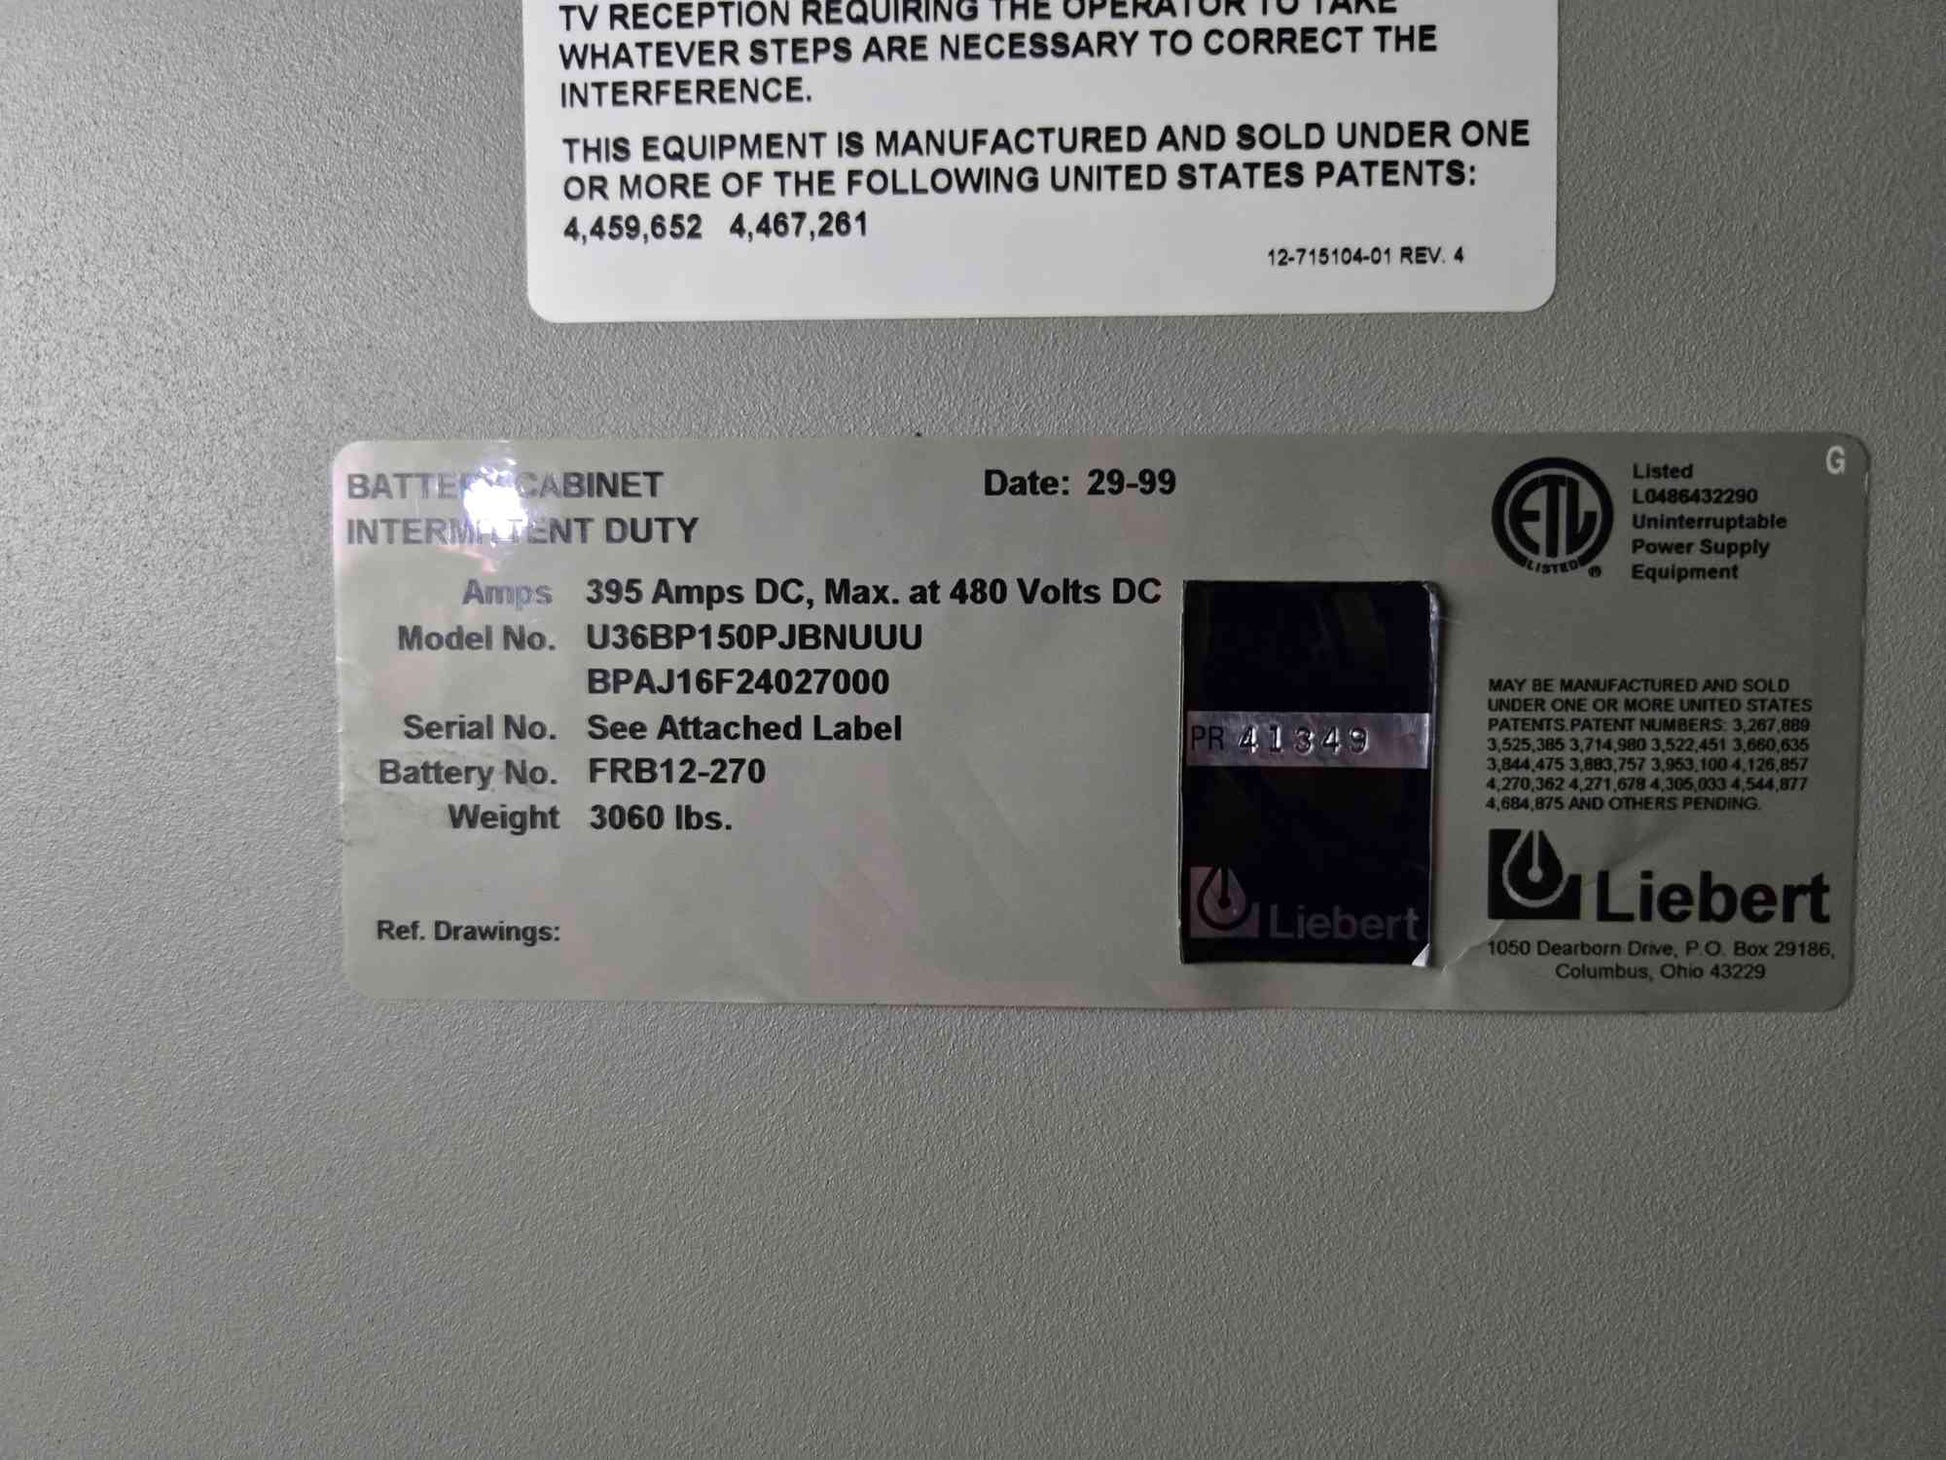 TV RECEPTION REQUIRING THE OPERATOR TO TAKE
WHATEVER STEPS ARE NECESSARY TO CORRECT THE
INTERFERENCE.
THIS EQUIPMENT IS MANUFACTURED AND SOLD UNDER ONE
OR MORE OF THE FOLLOWING UNITED STATES PATENTS:
4,459,652 4,467,261
12-715104-01 REV. 4
BATTERY CABINET
INTERMITTENT DUTY
Date: 29-99
Amps 395 Amps DC, Max. at 480 Volts DC
Model No. U36BP150PJBNUUU
BPAJ16F24027000
Serial No. See Attached Label
Battery No. FRB12-270
Weight 3060 lbs.
Ref. Drawings:
PR 41349
Liebert
G
ETL
LISTED ®
Listed
L0486432290
Uninterruptable
Power Supply
Equipment
MAY BE MANUFACTURED AND SOLD
UNDER ONE OR MORE UNITED STATES
PATENTS.PATENT NUMBERS: 3,267,889
3,525,385 3,714,980 3,522,451 3,660,635
3,844,475 3,883,757 3,953,100 4,126,857
4,270,362 4,271,678 4,305,033 4,544,877
4,684,875 AND OTHERS PENDING.
Liebert
1050 Dearborn Drive, P.O. Box 29186,
Columbus, Ohio 43229